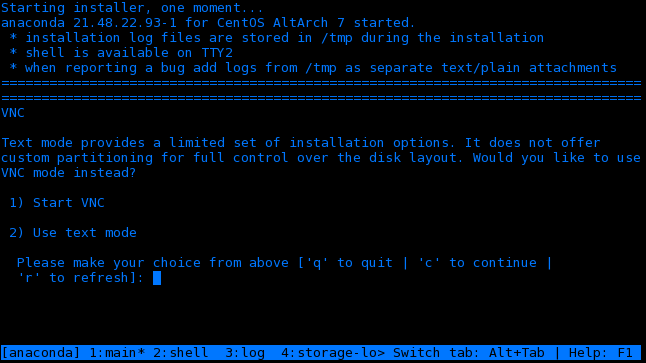 Starting installer, one moment...
anaconda 21.48.22.93-1 for CentOS AltArch 7 started.
* installation log files are stored in /tmp during the installation
* shell is available on TTY2
* when reporting a bug add logs from /tmp as separate text/plain attachments
================================================================================
================================================================================
VNC
Text mode provides a limited set of installation options. It does not offer
custom partitioning for full control over the disk layout. Would you like to use
VNC mode instead?
1) Start VNC
2) Use text mode
Please make your choice from above ['q' to quit | 'c' to continue |
'r' to refresh]:
[anaconda] 1:main* 2:shell  3:log  4:storage-lo> Switch tab: Alt+Tab | Help: F1